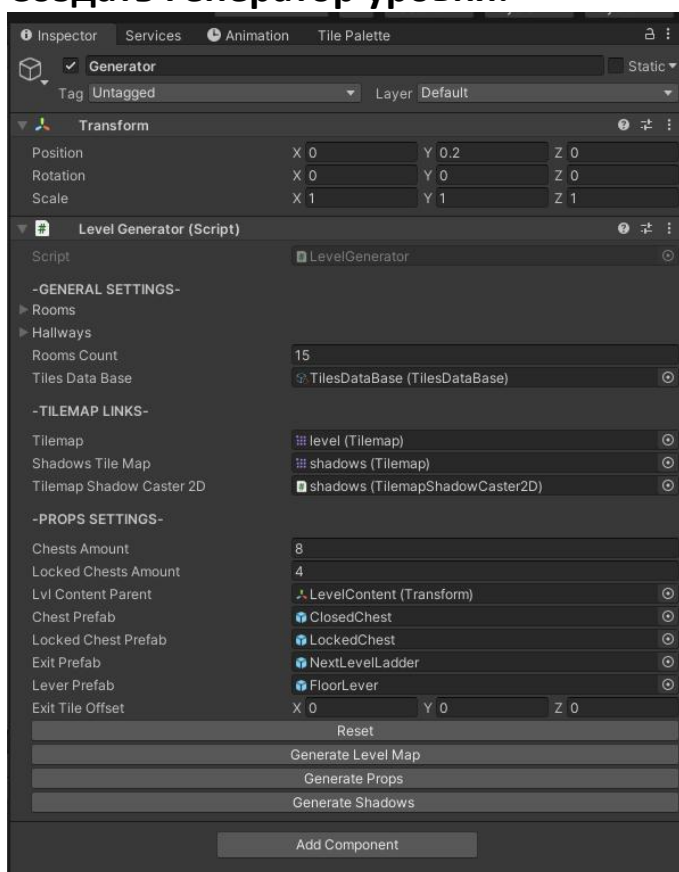 Создать генератор уровня.
Inspector Services Animation Tile Palette
Generator Static
Tag Untagged Layer Default
Transform
Position X 0 Y 0.2 Z 0
Rotation X 0 Y 0 Z 0
Scale X 1 Y 1 Z 1
# Level Generator (Script)
Script LevelGenerator
-GENERAL SETTINGS-
Rooms
Hallways
Rooms Count 15
Tiles Data Base TilesDataBase (TilesDataBase)
-TILEMAP LINKS-
Tilemap level (Tilemap)
Shadows Tile Map shadows (Tilemap)
Tilemap Shadow Caster 2D shadows (TilemapShadowCaster2D)
-PROPS SETTINGS-
Chests Amount 8
Locked Chests Amount 4
Lvl Content Parent LevelContent (Transform)
Chest Prefab ClosedChest
Locked Chest Prefab LockedChest
Exit Prefab NextLevelLadder
Lever Prefab FloorLever
Exit Tile Offset X 0 Y 0 Z 0
Reset
Generate Level Map
Generate Props
Generate Shadows
Add Component